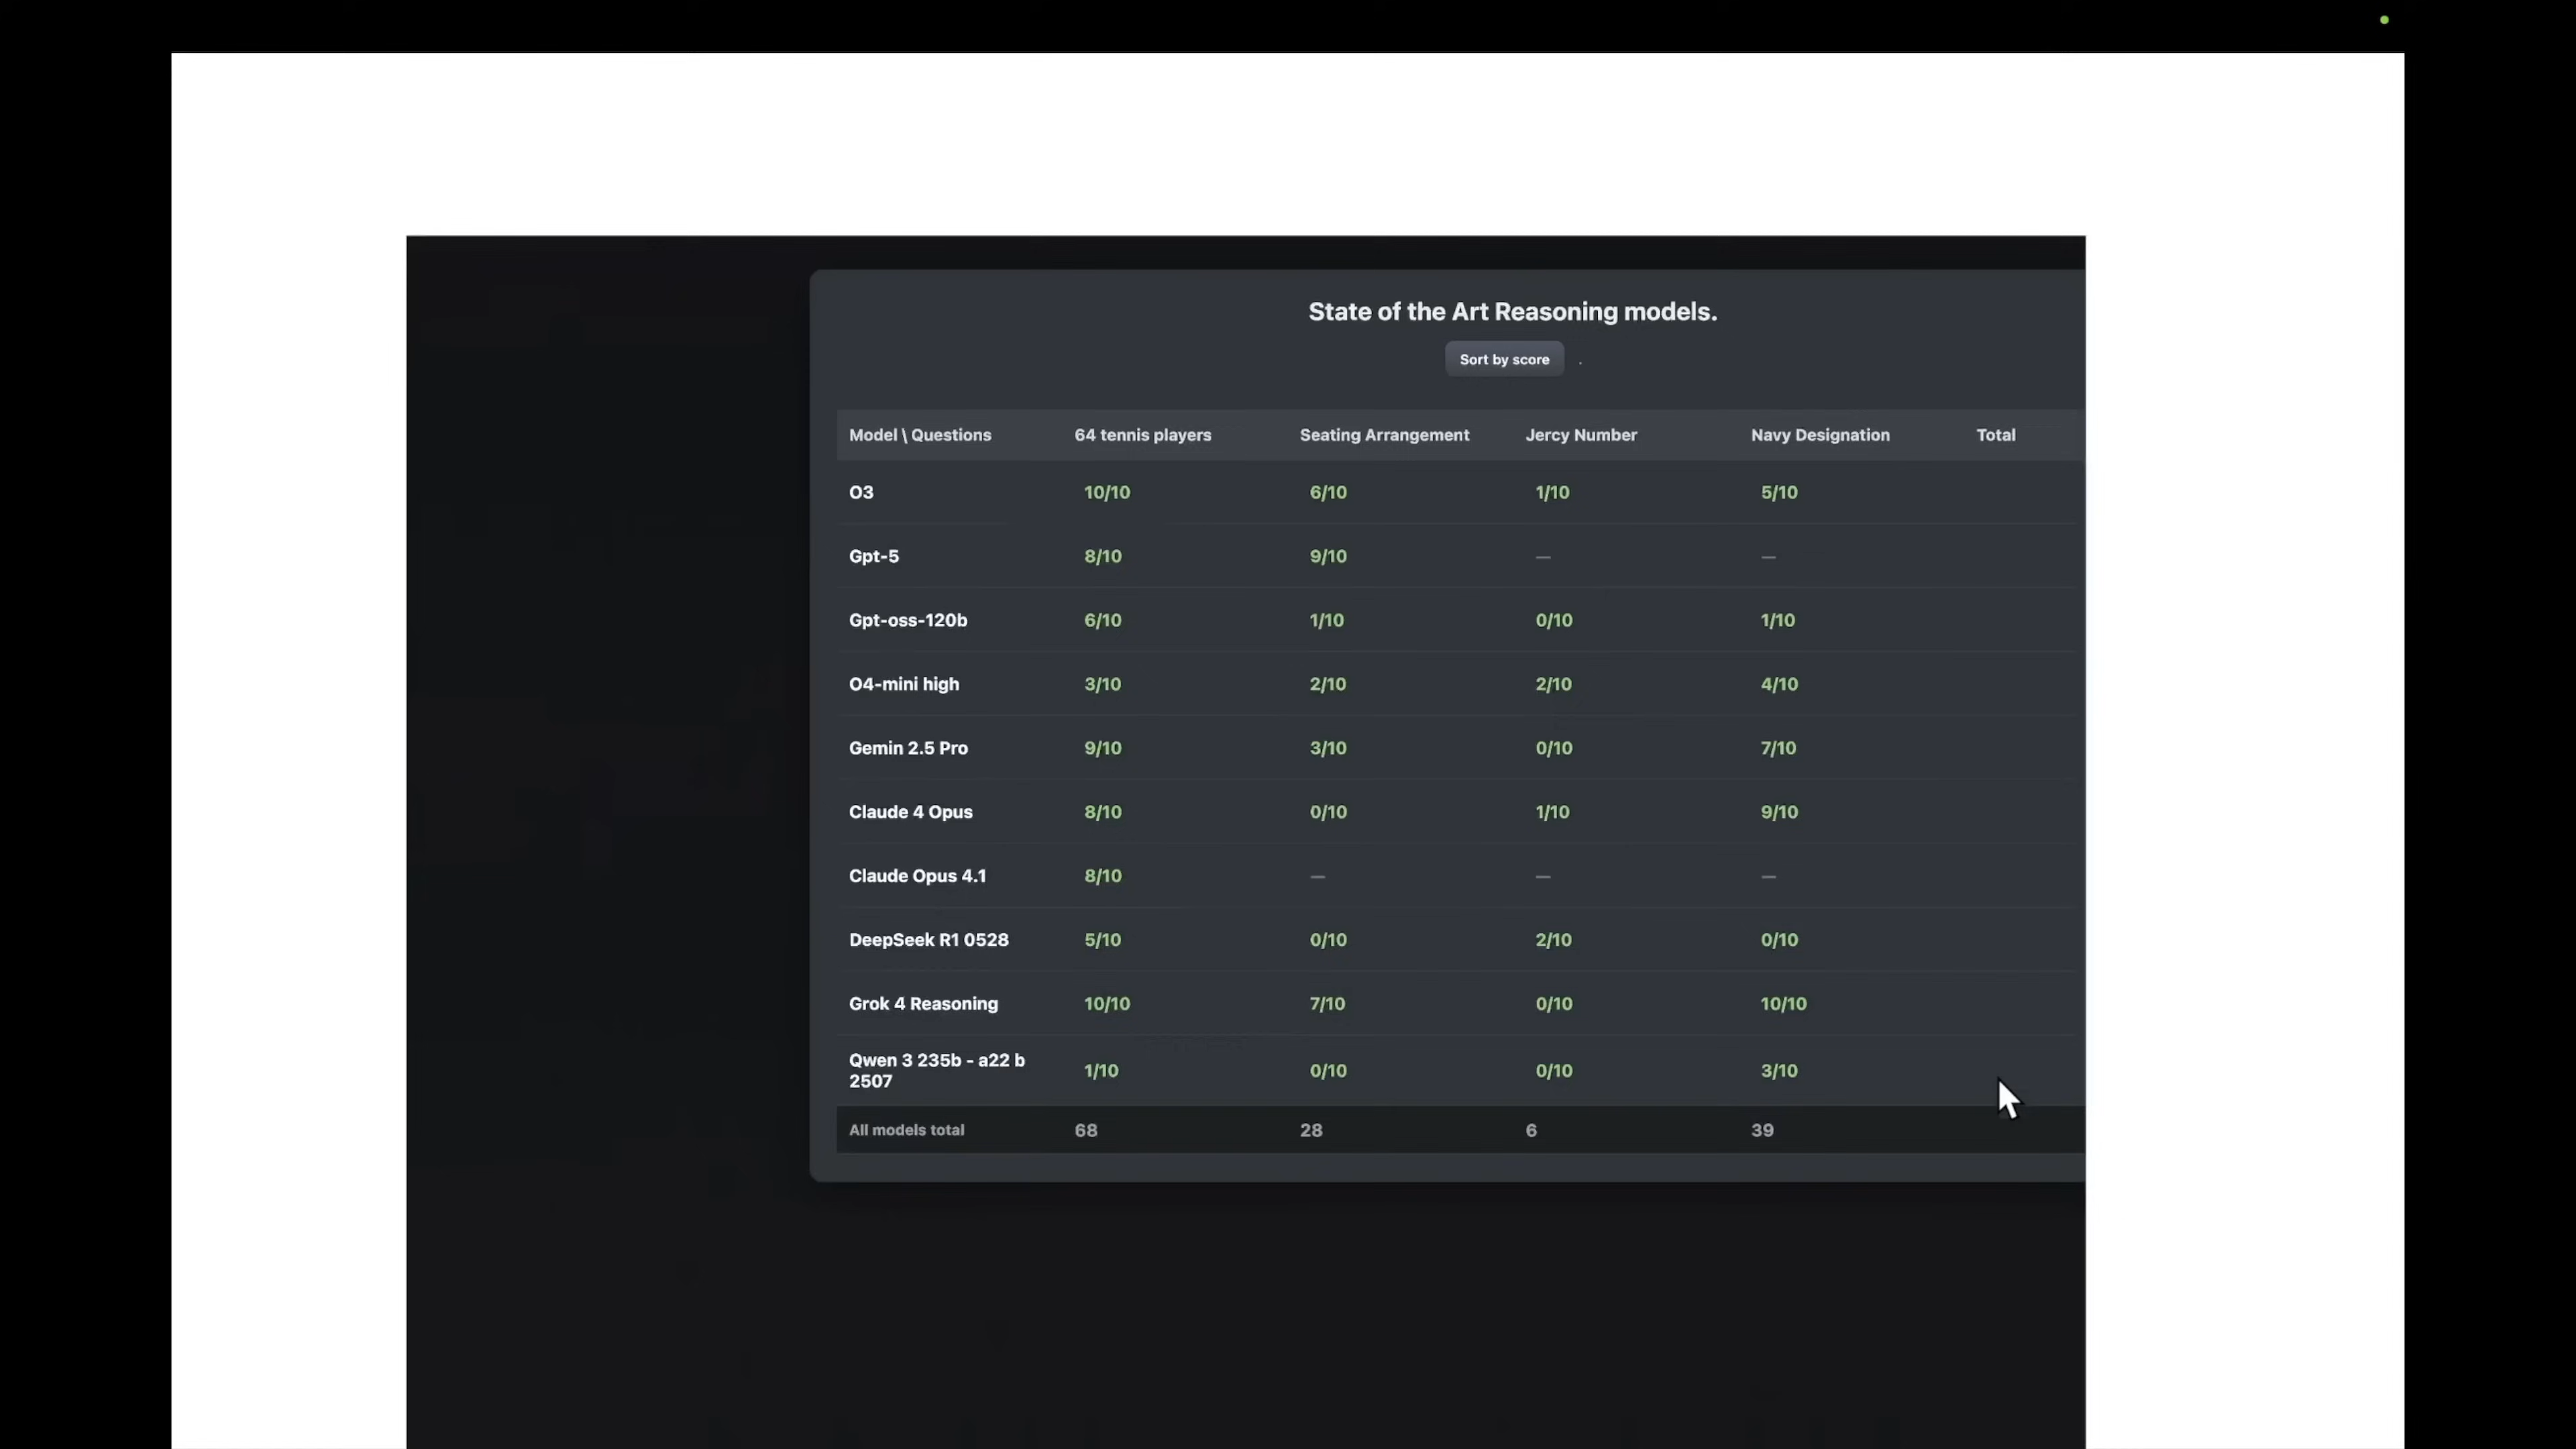 State of the Art Reasoning models.
Sort by score .
Model \ Questions 64 tennis players Seating Arrangement Jercy Number Navy Designation Total
O3 10/10 6/10 1/10 5/10
Gpt-5 8/10 9/10 — —
Gpt-oss-120b 6/10 1/10 0/10 1/10
O4-mini high 3/10 2/10 2/10 4/10
Gemin 2.5 Pro 9/10 3/10 0/10 7/10
Claude 4 Opus 8/10 0/10 1/10 9/10
Claude Opus 4.1 8/10 — — —
DeepSeek R1 0528 5/10 0/10 2/10 0/10
Grok 4 Reasoning 10/10 7/10 0/10 10/10
Qwen 3 235b - a22 b
2507 1/10 0/10 0/10 3/10
All models total 68 28 6 39